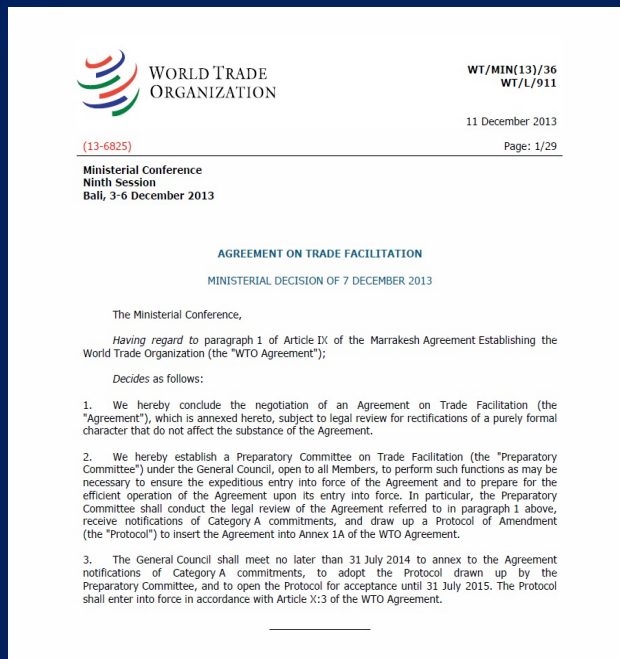 WORLD TRADE
ORGANIZATION
WT/MIN(13)/36
WT/L/911
11 December 2013
(13-6825)
Page: 1/29
Ministerial Conference
Ninth Session
Bali, 3-6 December 2013
AGREEMENT ON TRADE FACILITATION
MINISTERIAL DECISION OF 7 DECEMBER 2013
The Ministerial Conference,
Having regard to paragraph 1 of Article IX of the Marrakesh Agreement Establishing the
World Trade Organization (the "WTO Agreement");
Decides as follows:
1. We hereby conclude the negotiation of an Agreement on Trade Facilitation (the
"Agreement"), which is annexed hereto, subject to legal review for rectifications of a purely formal
character that do not affect the substance of the Agreement.
2. We hereby establish a Preparatory Committee on Trade Facilitation (the "Preparatory
Committee") under the General Council, open to all Members, to perform such functions as may be
necessary to ensure the expeditious entry into force of the Agreement and to prepare for the
efficient operation of the Agreement upon its entry into force. In particular, the Preparatory
Committee shall conduct the legal review of the Agreement referred to in paragraph 1 above,
receive notifications of Category A commitments, and draw up a Protocol of Amendment
(the "Protocol") to insert the Agreement into Annex 1A of the WTO Agreement.
3. The General Council shall meet no later than 31 July 2014 to annex to the Agreement
notifications of Category A commitments, to adopt the Protocol drawn up by the
Preparatory Committee, and to open the Protocol for acceptance until 31 July 2015. The Protocol
shall enter into force in accordance with Article X:3 of the WTO Agreement.